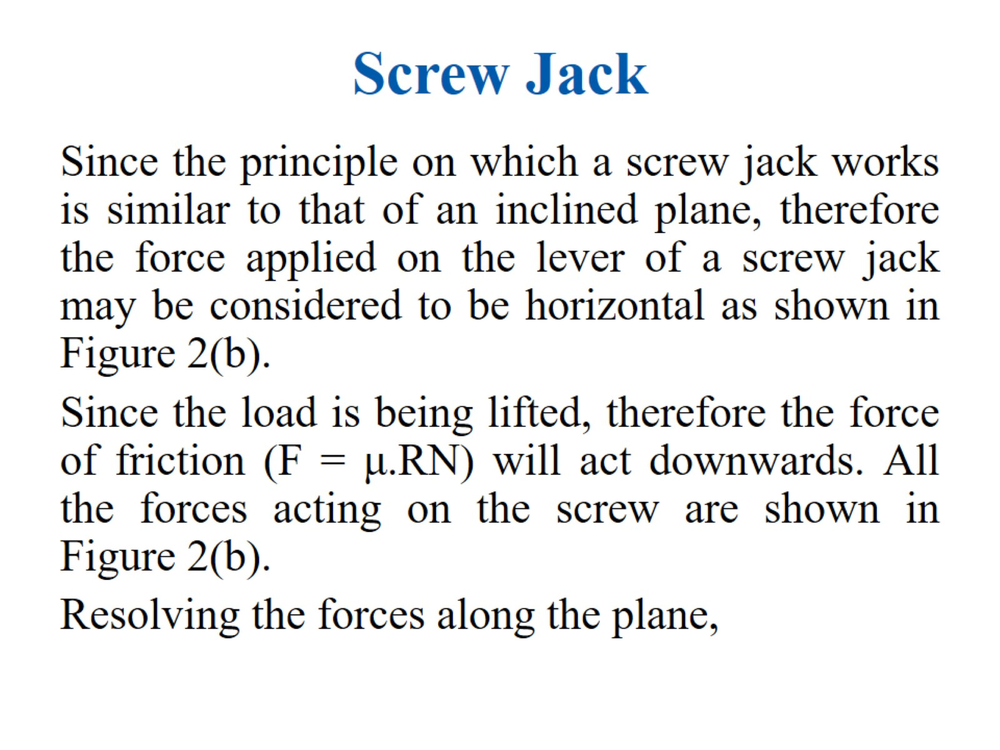 Screw Jack
Since the principle on which a screw jack works
is similar to that of an inclined plane, therefore
the force applied on the lever of a screw jack
may be considered to be horizontal as shown in
Figure 2(b).
Since the load is being lifted, therefore the force
of friction (F = μ.RN) will act downwards. All
the forces acting on the screw are shown in
Figure 2(b).
Resolving the forces along the plane,